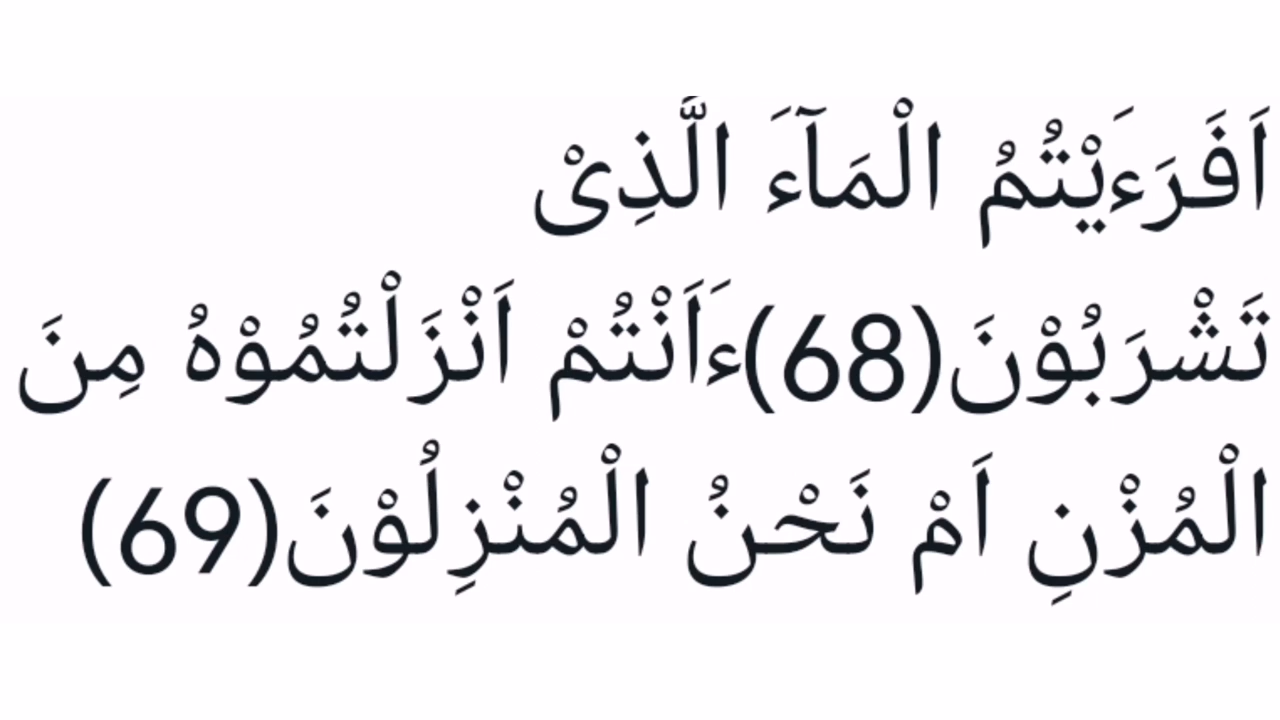 اَفَرَءَیْتُمُ الْمَآءَ الَّذِیْ
تَشْرَبُوْنَ(68)ءَاَنْتُمْ اَنْزَلْتُمُوْهُ مِنَ
الْمُزْنِ اَمْ نَحْنُ الْمُنْزِلُوْنَ(69)